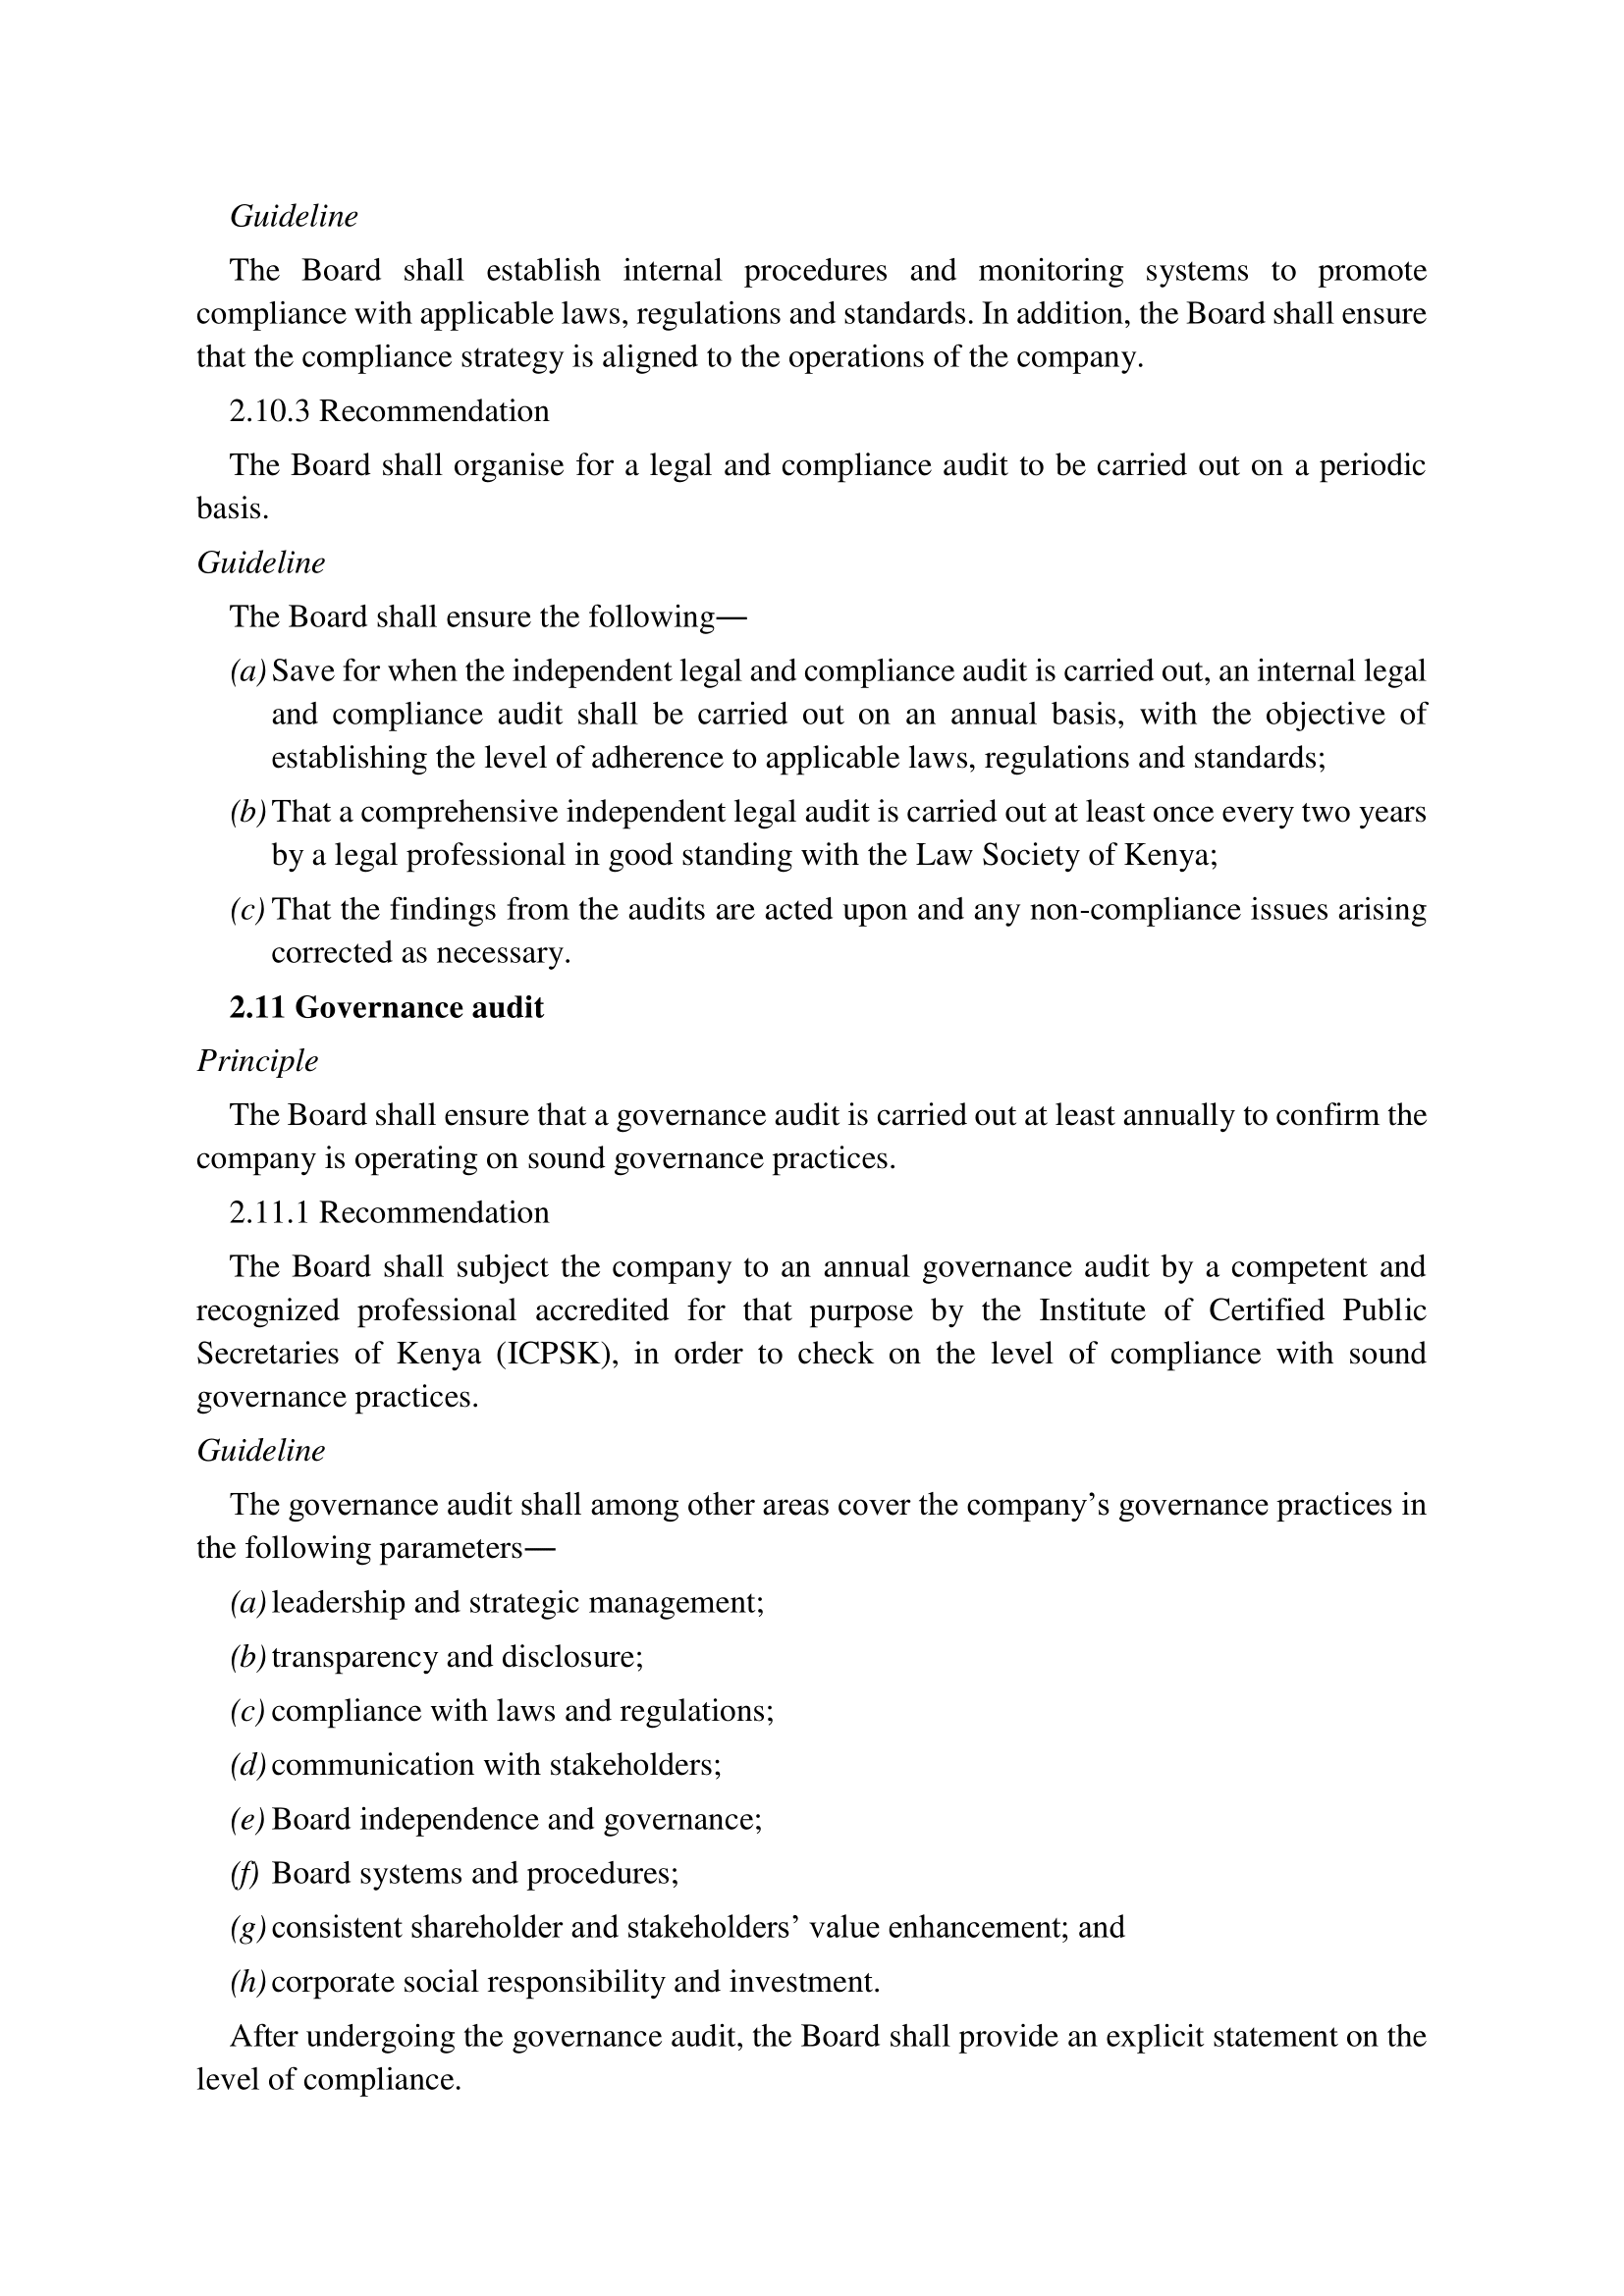 Guideline
The Board shall establish internal procedures and monitoring systems to promote
compliance with applicable laws, regulations and standards. In addition, the Board shall ensure
that the compliance strategy is aligned to the operations of the company.
2.10.3 Recommendation
The Board shall organise for a legal and compliance audit to be carried out on a periodic
basis.
Guideline
The Board shall ensure the following—
(a) Save for when the independent legal and compliance audit is carried out, an internal legal
and compliance audit shall be carried out on an annual basis, with the objective of
establishing the level of adherence to applicable laws, regulations and standards;
(b) That a comprehensive independent legal audit is carried out at least once every two years
by a legal professional in good standing with the Law Society of Kenya;
(c) That the findings from the audits are acted upon and any non-compliance issues arising
corrected as necessary.
2.11 Governance audit
Principle
The Board shall ensure that a governance audit is carried out at least annually to confirm the
company is operating on sound governance practices.
2.11.1 Recommendation
The Board shall subject the company to an annual governance audit by a competent and
recognized professional accredited for that purpose by the Institute of Certified Public
Secretaries of Kenya (ICPSK), in order to check on the level of compliance with sound
governance practices.
Guideline
The governance audit shall among other areas cover the company’s governance practices in
the following parameters—
(a) leadership and strategic management;
(b) transparency and disclosure;
(c) compliance with laws and regulations;
(d) communication with stakeholders;
(e) Board independence and governance;
(f) Board systems and procedures;
(g) consistent shareholder and stakeholders’ value enhancement; and
(h) corporate social responsibility and investment.
After undergoing the governance audit, the Board shall provide an explicit statement on the
level of compliance.